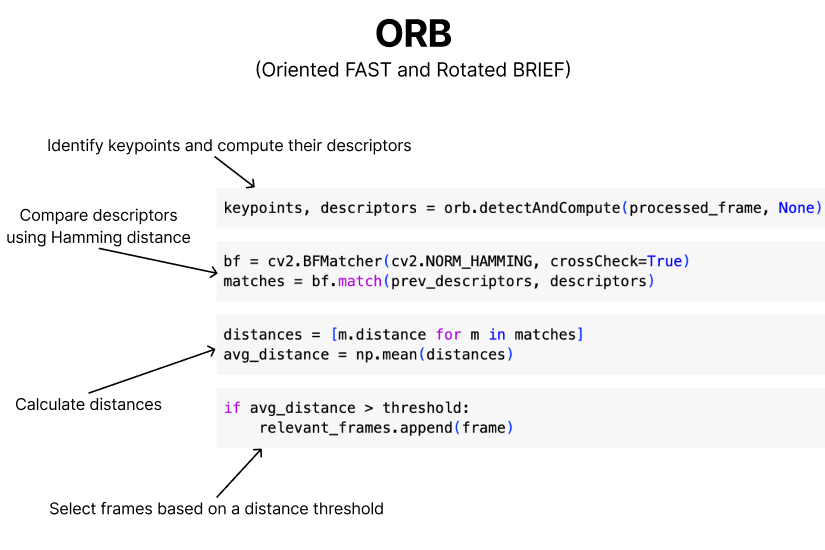 ORB
(Oriented FAST and Rotated BRIEF)
Identify keypoints and compute their descriptors
keypoints, descriptors = orb.detectAndCompute(processed_frame, None)
Compare descriptors
using Hamming distance
bf = cv2.BFMatcher(cv2.NORM_HAMMING, crossCheck=True)
matches = bf.match(prev_descriptors, descriptors)
distances = [m.distance for m in matches]
avg_distance = np.mean(distances)
Calculate distances
if avg_distance > threshold:
    relevant_frames.append(frame)
Select frames based on a distance threshold